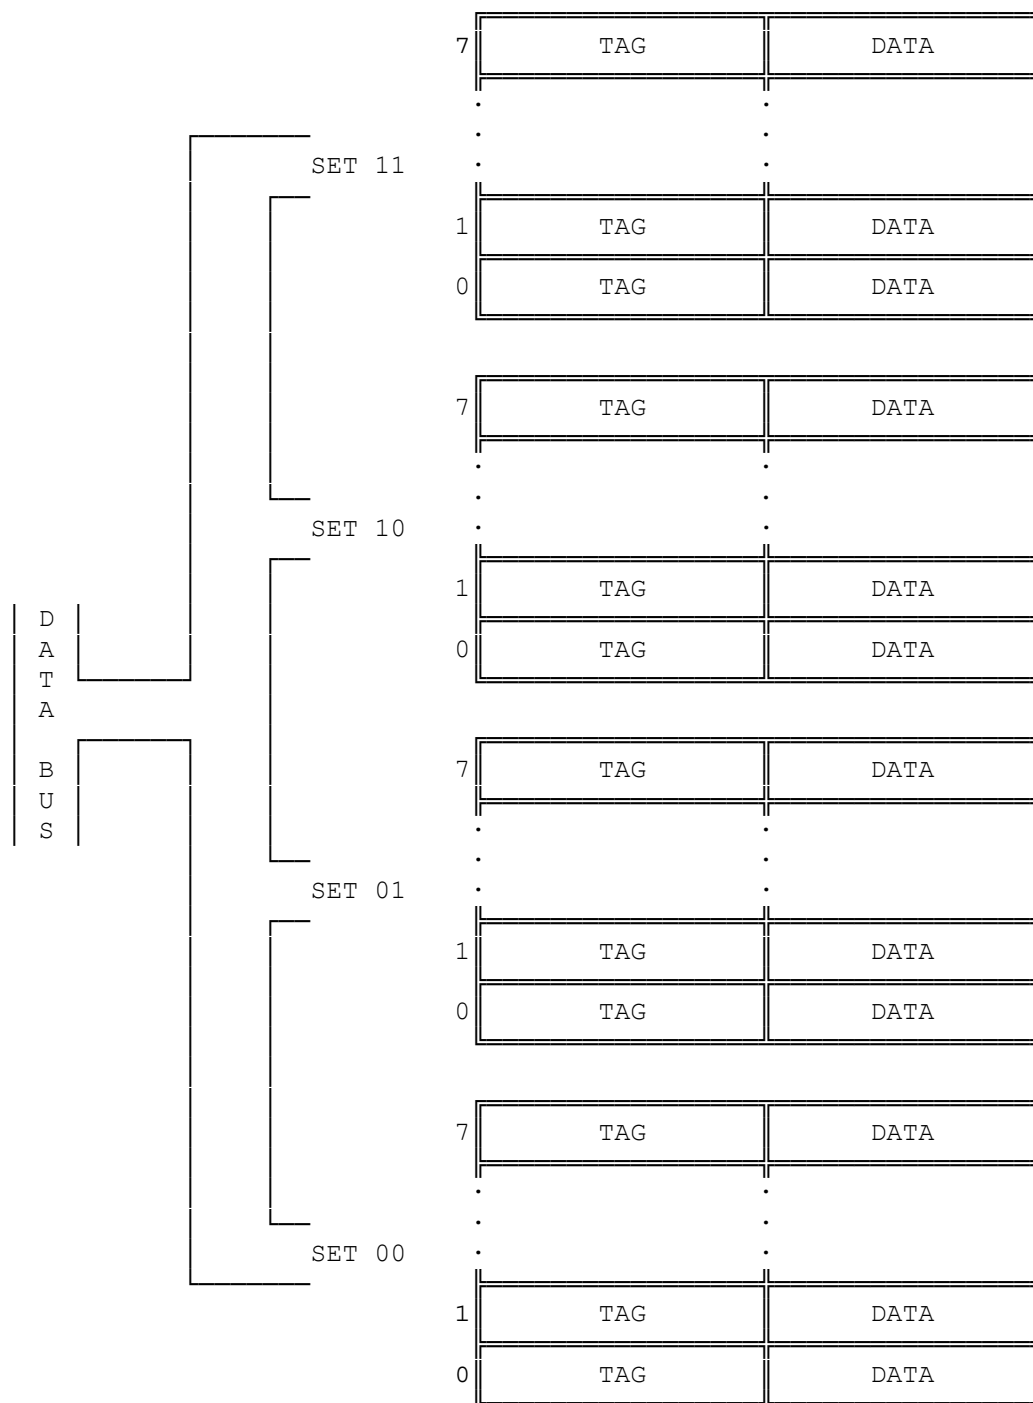 7 TAG DATA
. .
. .
SET 11 . .
1 TAG DATA
0 TAG DATA
7 TAG DATA
. .
. .
SET 10 . .
1 TAG DATA
D
A 0 TAG DATA
T
A
B 7 TAG DATA
U
S . .
. .
SET 01 . .
1 TAG DATA
0 TAG DATA
7 TAG DATA
. .
. .
SET 00 . .
1 TAG DATA
0 TAG DATA